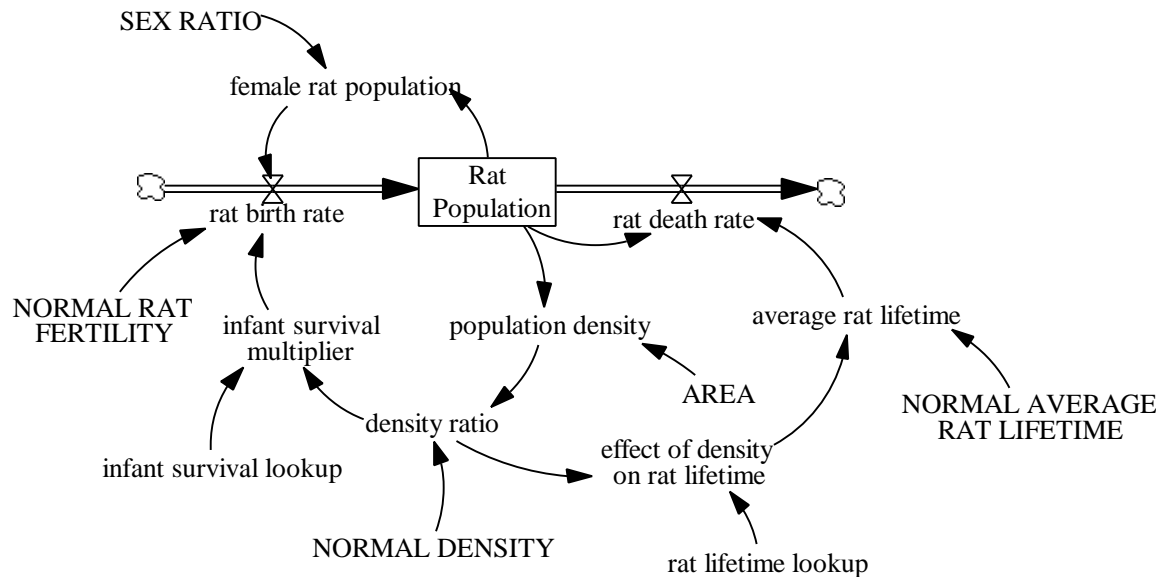 SEX RATIO
female rat population
Rat
Population
rat birth rate
rat death rate
NORMAL RAT
FERTILITY
infant survival
multiplier
population density
average rat lifetime
AREA
NORMAL AVERAGE
RAT LIFETIME
density ratio
infant survival lookup
effect of density
on rat lifetime
NORMAL DENSITY
rat lifetime lookup